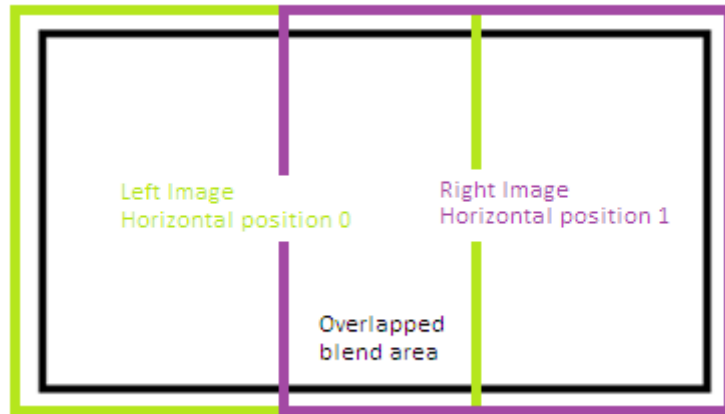 Left Image
Horizontal position 0
Right Image
Horizontal position 1
Overlapped
blend area